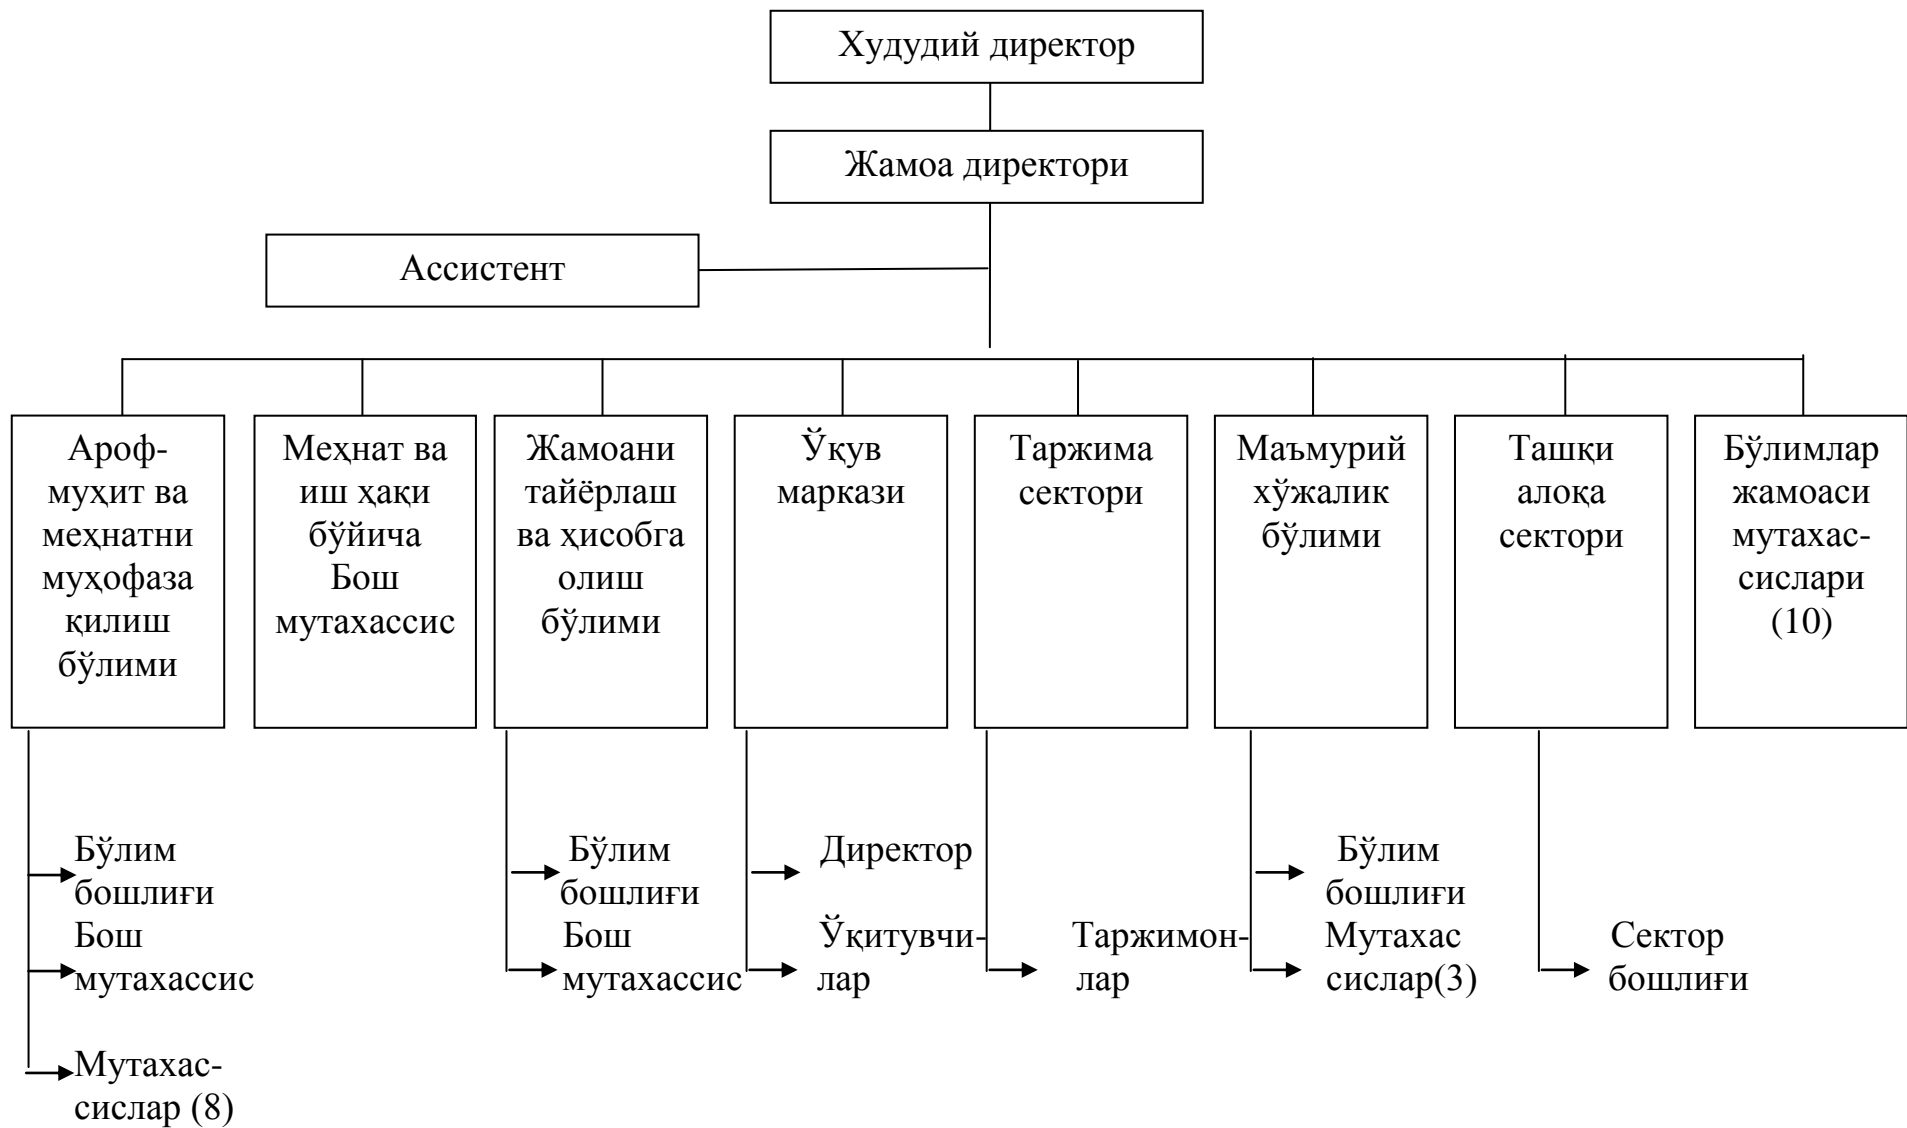 Худудий директор
Жамоа директори
Ассистент
Ароф-
муҳит ва
меҳнатни
муҳофаза
қилиш
бўлими
Меҳнат ва
иш ҳақи
бўйича
Бош
мутахассис
Жамоани
тайёрлаш
ва ҳисобга
олиш
бўлими
Ўқув
маркази
Таржима
сектори
Маъмурий
хўжалик
бўлими
Ташқи
алоқа
сектори
Бўлимлар
жамоаси
мутахас-
сислари
(10)
Бўлим
бошлиғи
Бош
мутахассис
Мутахас-
сислар (8)
Бўлим
бошлиғи
Бош
мутахассис
Директор
Ўқитувчи-
лар
Таржимон-
лар
Бўлим
бошлиғи
Мутахас
сислар(3)
Сектор
бошлиғи